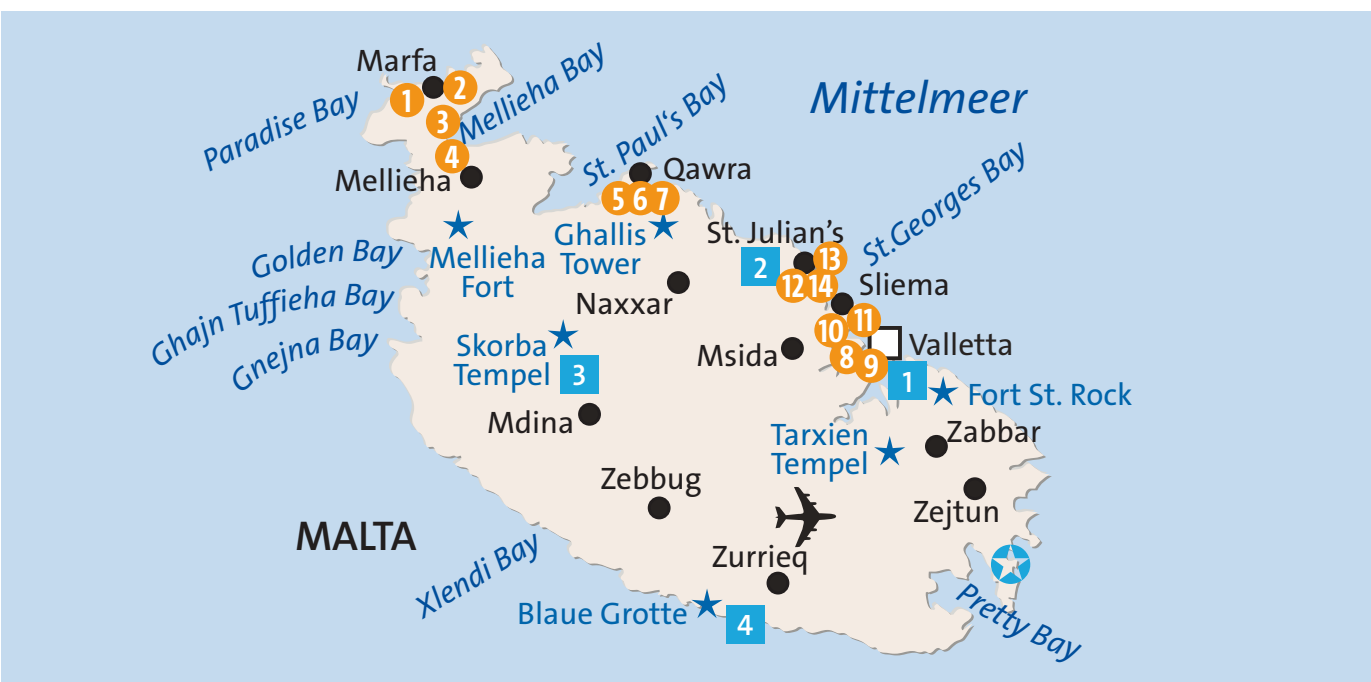 Marfa
1
2
3
4
Paradise Bay
Mellieha Bay
Mittelmeer
Mellieha
St. Paul‘s Bay
Qawra
5
6
7
Mellieha
Fort
Ghallis
Tower
St. Julian’s
2
13
12
14
St.Georges Bay
Golden Bay
Ghajn Tuffieha Bay
Gnejna Bay
Naxxar
Sliema
11
10
8
9
Valletta
1
Msida
Skorba
Tempel
3
Fort St. Rock
Mdina
Tarxien
Tempel
Zabbar
Zebbug
Zejtun
MALTA
Xlendi Bay
Zurrieq
Blaue Grotte
4
Pretty Bay